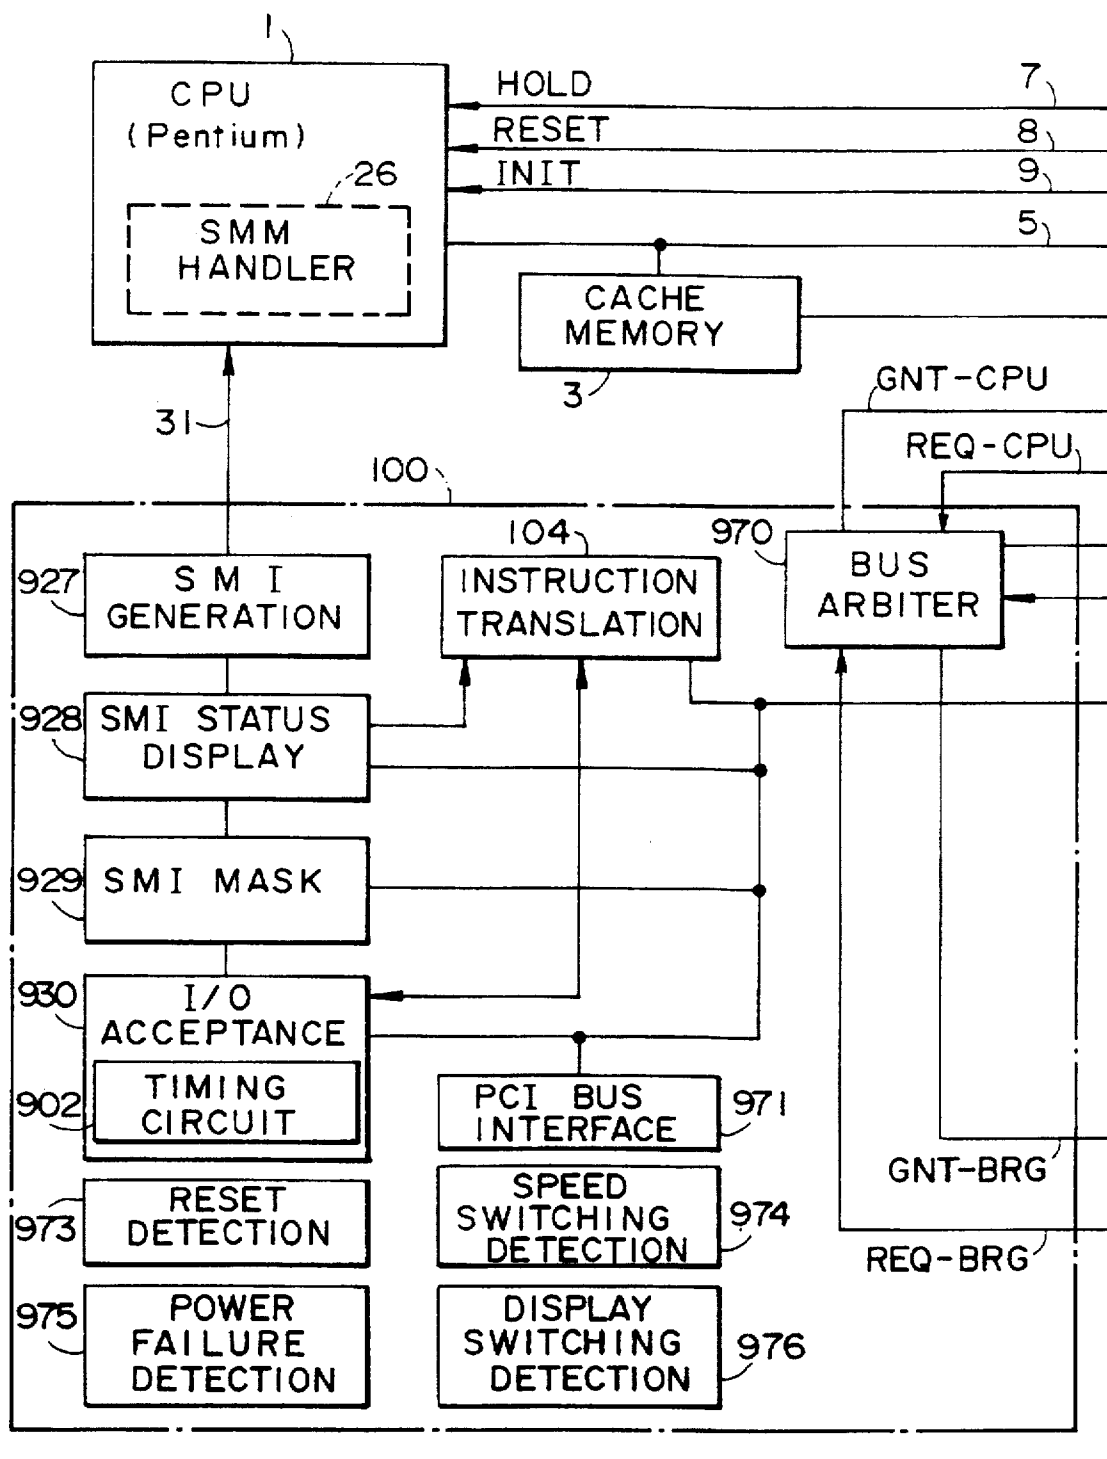 1
CPU
(Pentium)
26
SMM
HANDLER
HOLD
7
RESET
8
INIT
9
5
CACHE
MEMORY
3
GNT-CPU
REQ-CPU
31
100
927
SMI
GENERATION
104
INSTRUCTION
TRANSLATION
970
BUS
ARBITER
928
SMI STATUS
DISPLAY
929
SMI MASK
930
I/O
ACCEPTANCE
902
TIMING
CIRCUIT
PCI BUS
INTERFACE
971
GNT-BRG
973
RESET
DETECTION
SPEED
SWITCHING
DETECTION
974
REQ-BRG
975
POWER
FAILURE
DETECTION
DISPLAY
SWITCHING
DETECTION
976